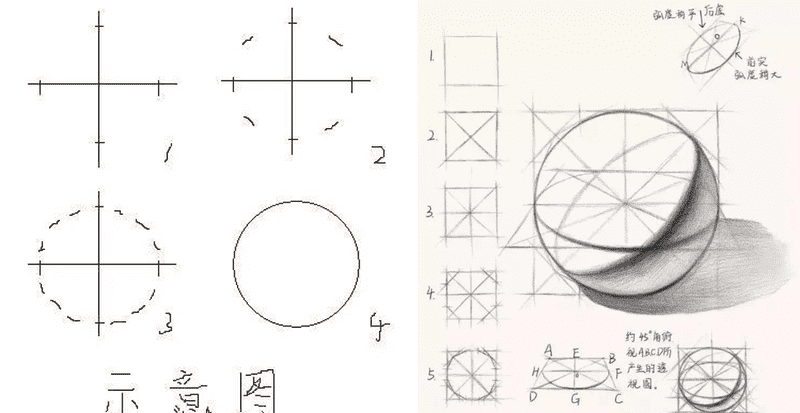 1
2
3
4
示意图
弧度稍平 后虚
K
O
M
K
前实
弧度稍大
1.
2.
3.
4.
5.
A E B
H F
D G C
约45°角俯
视ABCD所
产生的透
视图。